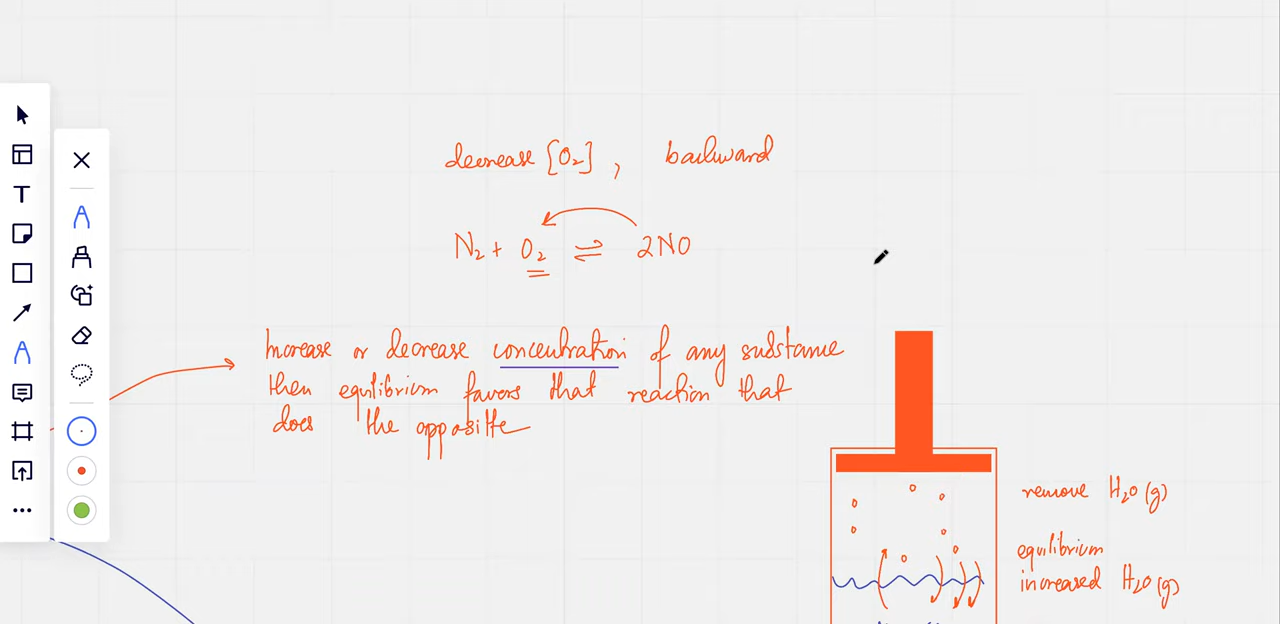 decrease [O₂] , backward
N₂ + O₂ ⇌ 2NO
Increase or decrease concentration of any substance
then equilibrium favors that reaction that
does the opposite
remove H₂O(g)
equilibrium
increased H₂O(g)
T